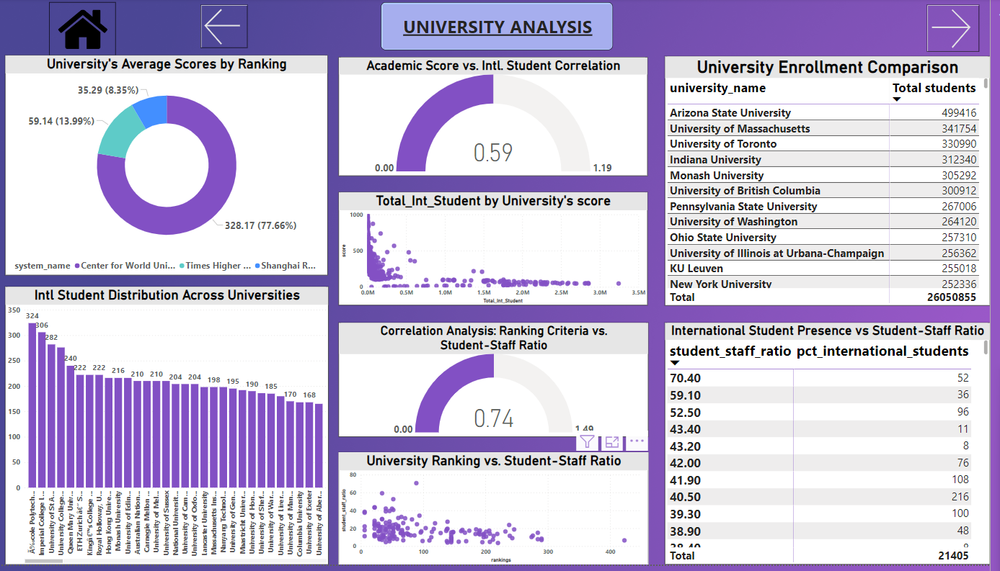 UNIVERSITY ANALYSIS
University's Average Scores by Ranking
35.29 (8.35%)
59.14 (13.99%)
328.17 (77.66%)
system_name Center for World Uni... Times Higher ... Shanghai R...
Intl Student Distribution Across Universities
350
300
250
200
150
100
50
0
324
306
282
240
222
222
216
210
210
204
204
198
195
190
185
170
168
École Polytech...
Imperial College L...
University of St A...
University College...
Queen Mary Univ...
ETH Zurich â€" S...
Kingâ€™s College...
Royal Holloway, U...
Hong Kong Unive...
Monash University
University of Edin...
Australian Nation...
Carnegie Mellon ...
University of Mel...
University of Sussex
National Universit...
University of Cam...
University of Oxfo...
Lancaster University
Massachusetts Ins...
Nanyang Technol...
University of Gen...
Maastricht Univer...
University of Hon...
University of Shef...
University of War...
University of Liver...
University of Man...
Columbia University
University of Exeter
University of Aber...
Academic Score vs. Intl. Student Correlation
0.59
0.00
1.19
Total_Int_Student by University's score
score
1000
500
0
0.0M 0.5M 1.0M 1.5M 2.0M 2.5M 3.0M 3.5M
Total_Int_Student
Correlation Analysis: Ranking Criteria vs.
Student-Staff Ratio
0.74
0.00
1.49
University Ranking vs. Student-Staff Ratio
student_staff_ratio
80
60
40
20
0
0 100 200 300 400
rankings
University Enrollment Comparison
university_name Total students
Arizona State University 499416
University of Massachusetts 341754
University of Toronto 330990
Indiana University 312340
Monash University 305292
University of British Columbia 300912
Pennsylvania State University 267006
University of Washington 264120
Ohio State University 257310
University of Illinois at Urbana-Champaign 256362
KU Leuven 255018
New York University 252336
Total 26050855
International Student Presence vs Student-Staff Ratio
student_staff_ratio pct_international_students
70.40 52
59.10 36
52.50 96
43.40 11
43.20 8
42.00 76
41.90 108
40.50 216
39.30 100
38.90 48
38.40
Total 21405